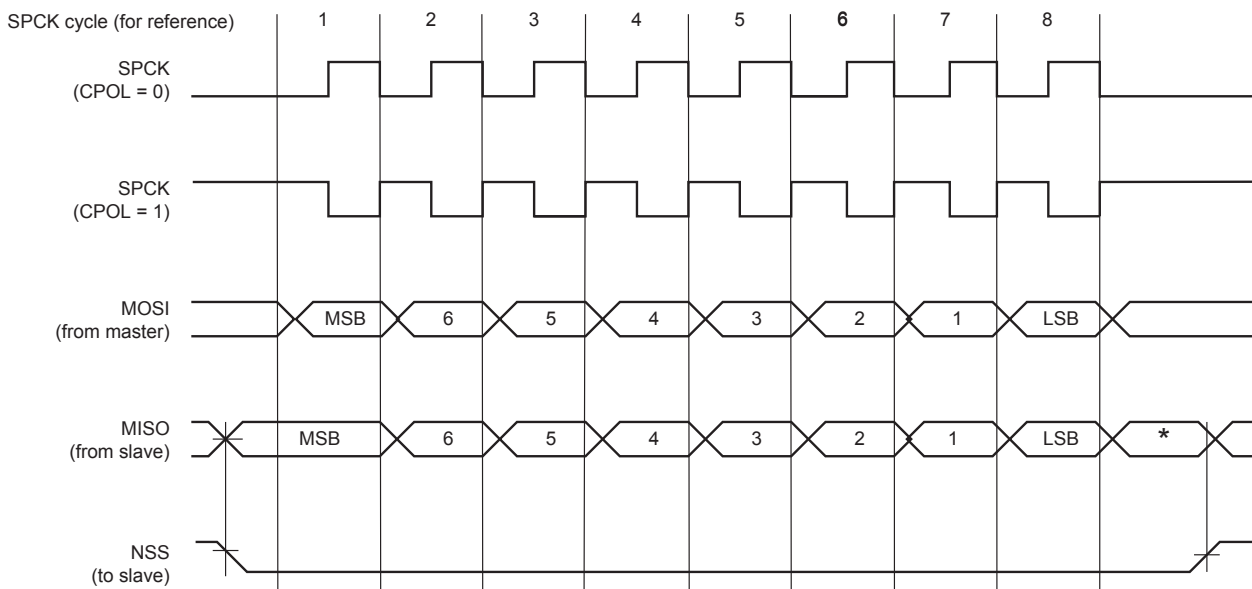 SPCK cycle (for reference) 1 2 3 4 5 6 7 8
SPCK
(CPOL = 0)
SPCK
(CPOL = 1)
MOSI
(from master)
MSB 6 5 4 3 2 1 LSB
MISO
(from slave)
MSB 6 5 4 3 2 1 LSB *
NSS
(to slave)